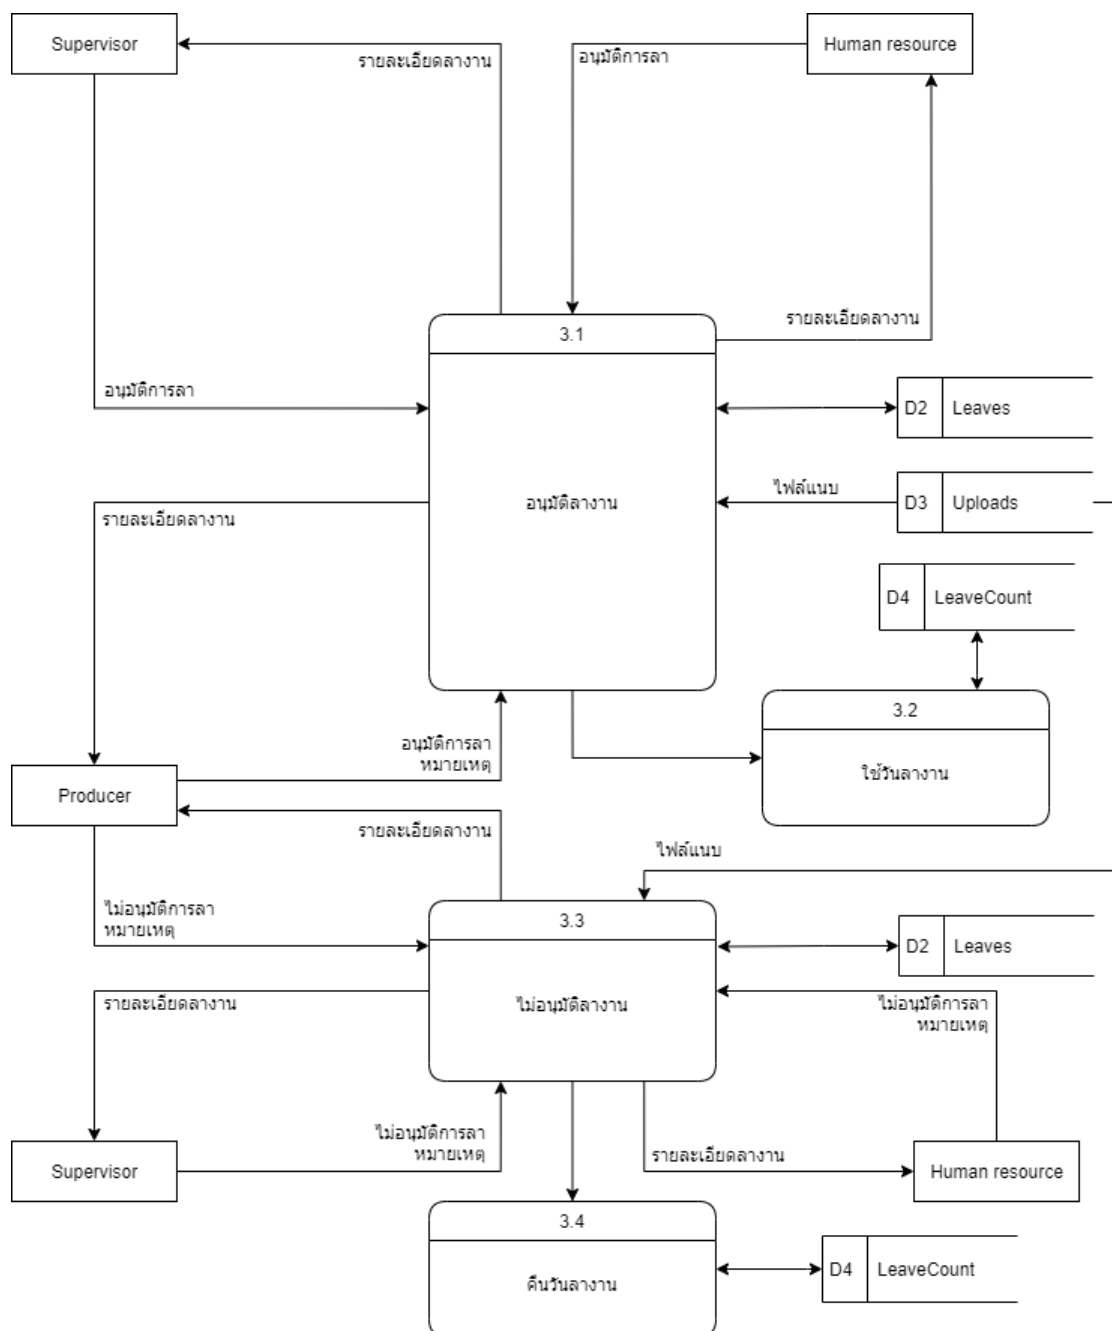 Supervisor
รายละเอียดลางาน
อนุมัติการลา
Human resource
3.1
รายละเอียดลางาน
อนุมัติการลา
D2 Leaves
อนุมัติลางาน
ไฟล์แนบ
D3 Uploads
รายละเอียดลางาน
D4 LeaveCount
3.2
อนุมัติการลา
หมายเหตุ
ใช้วันลางาน
Producer
รายละเอียดลางาน
ไฟล์แนบ
ไม่อนุมัติการลา
หมายเหตุ
3.3
D2 Leaves
รายละเอียดลางาน
ไม่อนุมัติลางาน
ไม่อนุมัติการลา
หมายเหตุ
ไม่อนุมัติการลา
หมายเหตุ
รายละเอียดลางาน
Supervisor
Human resource
3.4
D4 LeaveCount
คืนวันลางาน